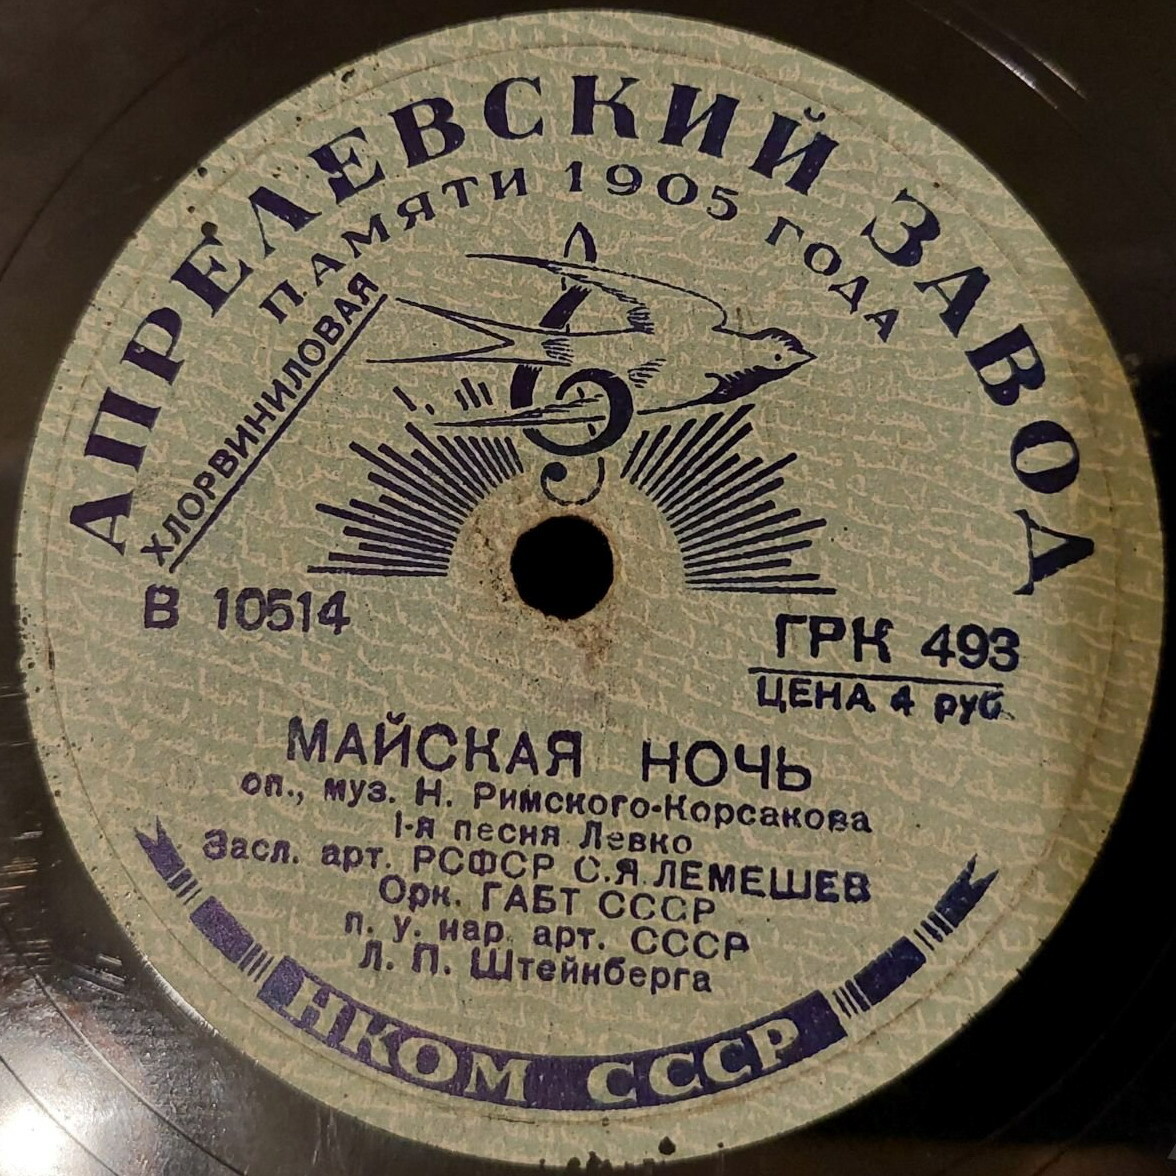 АПРЕЛЕВСКИЙ ЗАВОД
ПАМЯТИ 1905 ГОДА
ХЛОРВИНИЛОВАЯ
В 10514
ГРК 493
ЦЕНА 4 руб.
МАЙСКАЯ НОЧЬ
оп., муз. Н. Римского-Корсакова
1-я песня Левко
Засл. арт. РСФСР С.Я.ЛЕМЕШЕВ
Орк. ГАБТ СССР
п. у. нар. арт. СССР
Л. П. Штейнберга
НКОМ СССР